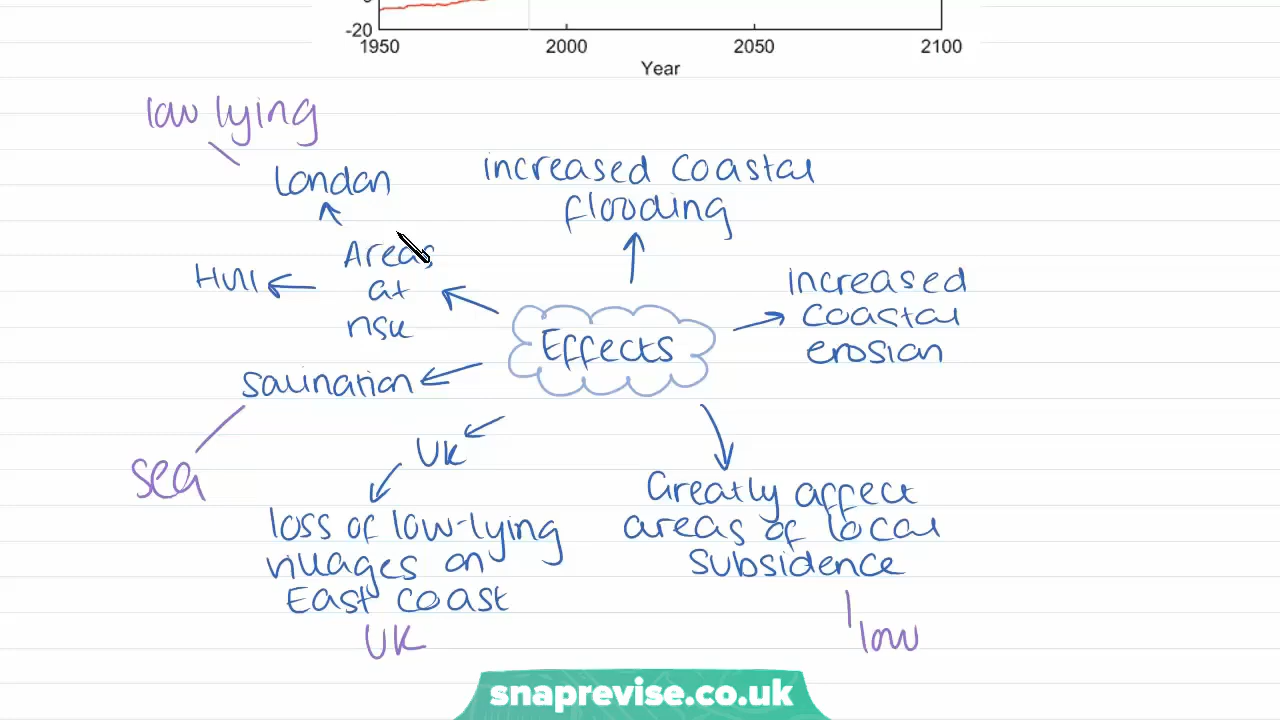 -20
1950 2000 2050 2100
Year
low lying
London
Areas
at
risk
Hull
salination
sea
increased coastal
flooding
Effects
increased
coastal
erosion
UK
loss of low-lying
villages on
East coast
UK
Greatly affect
areas of local
subsidence
low
snaprevise.co.uk